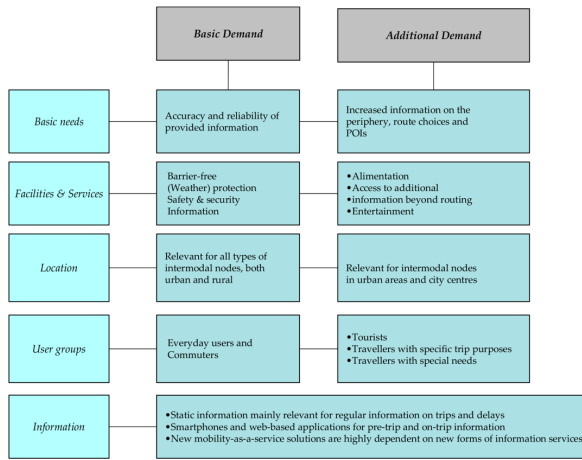 Basic Demand
Additional Demand
Basic needs
Accuracy and reliability of
provided information
Increased information on the
periphery, route choices and
POIs
Facilities & Services
Barrier-free
(Weather) protection
Safety & security
Information
•Alimentation
•Access to additional
•information beyond routing
•Entertainment
Location
Relevant for all types of
intermodal nodes, both
urban and rural
Relevant for intermodal nodes
in urban areas and city centres
User groups
Everyday users and
Commuters
•Tourists
•Travellers with specific trip purposes
•Travellers with special needs
Information
•Static information mainly relevant for regular information on trips and delays
•Smartphones and web-based applications for pre-trip and on-trip information
•New mobility-as-a-service solutions are highly dependent on new forms of information services